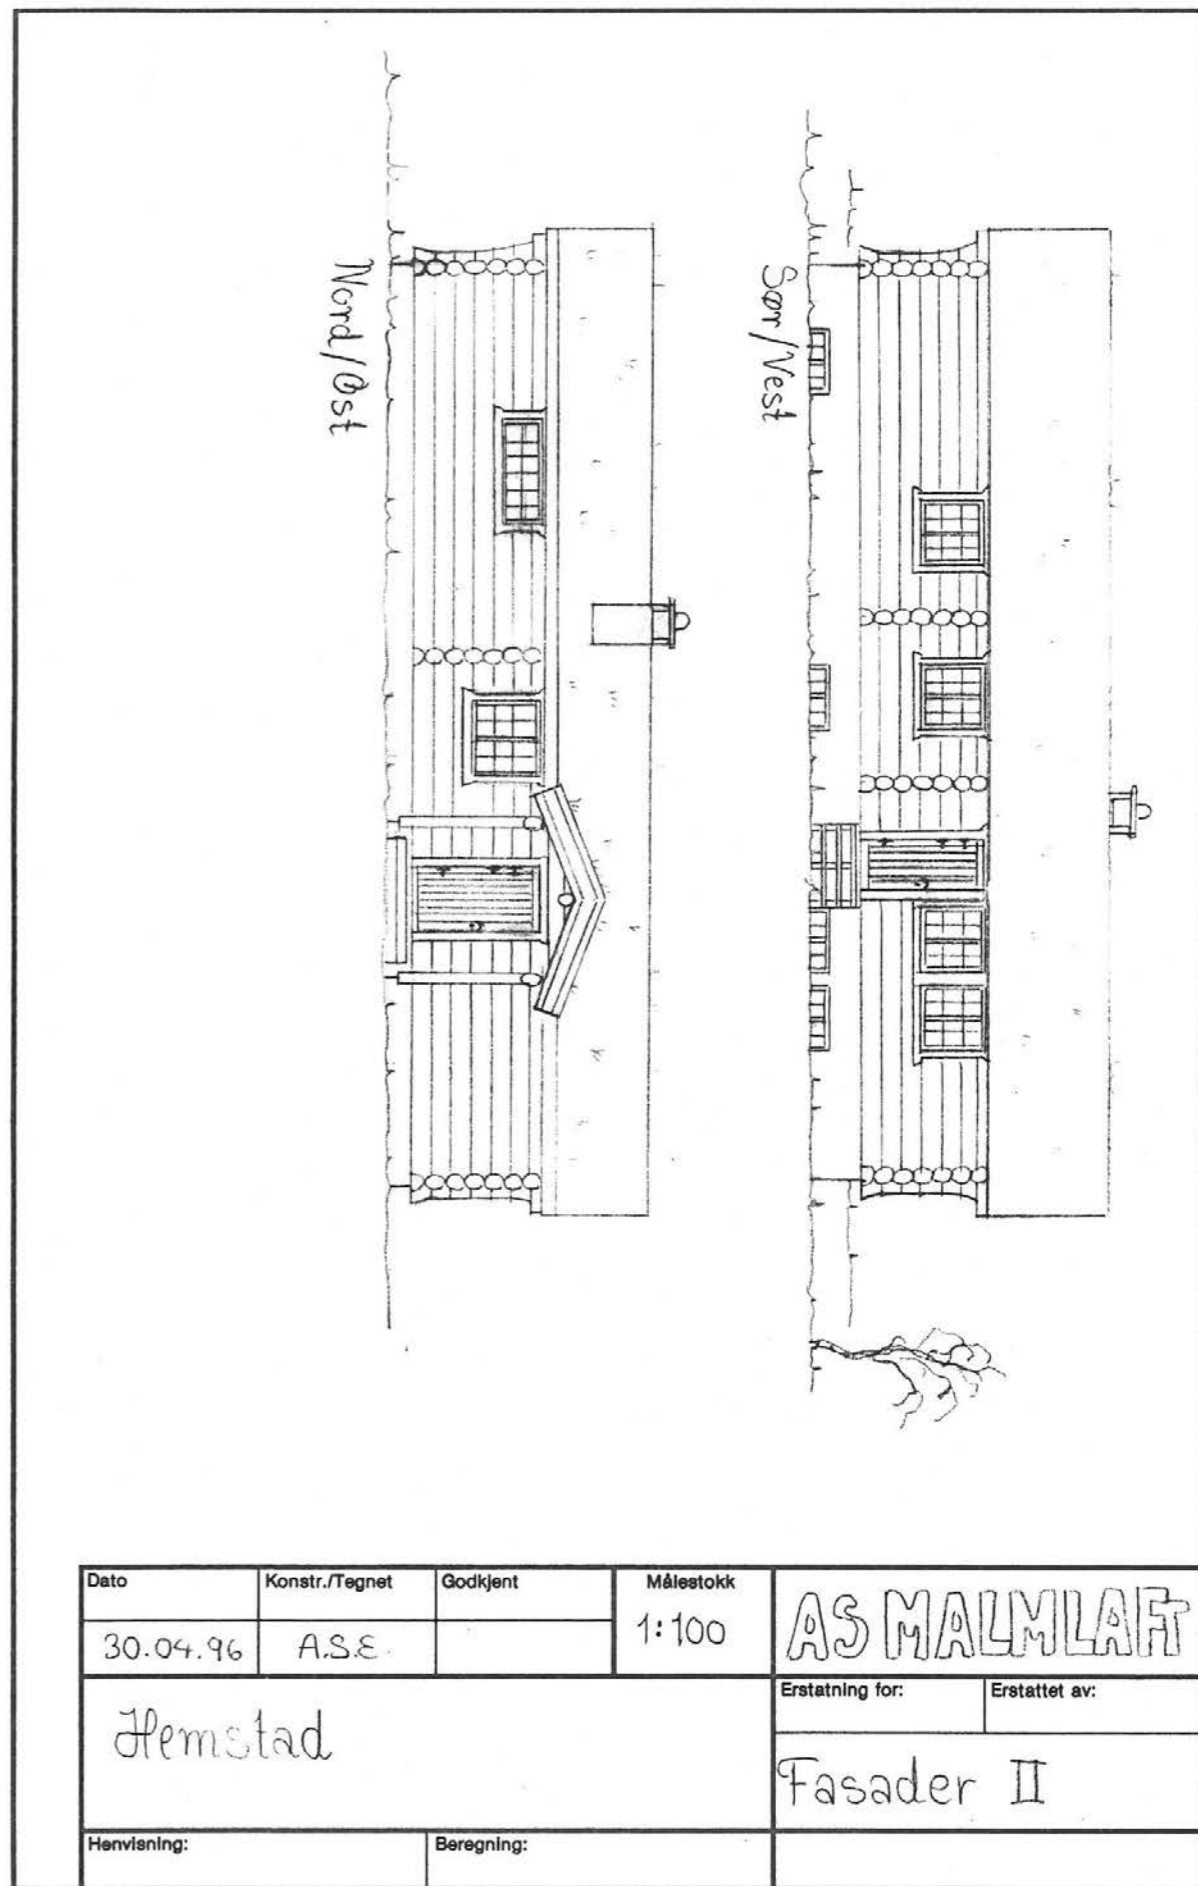 Nord/Øst
Sør/Vest
Dato
Konstr./Tegnet
Godkjent
Målestokk
30.04.96
A.S.E.
1:100
AS MALMLAFT
Erstatning for:
Erstattet av:
Hemstad
Fasader II
Henvisning:
Beregning: